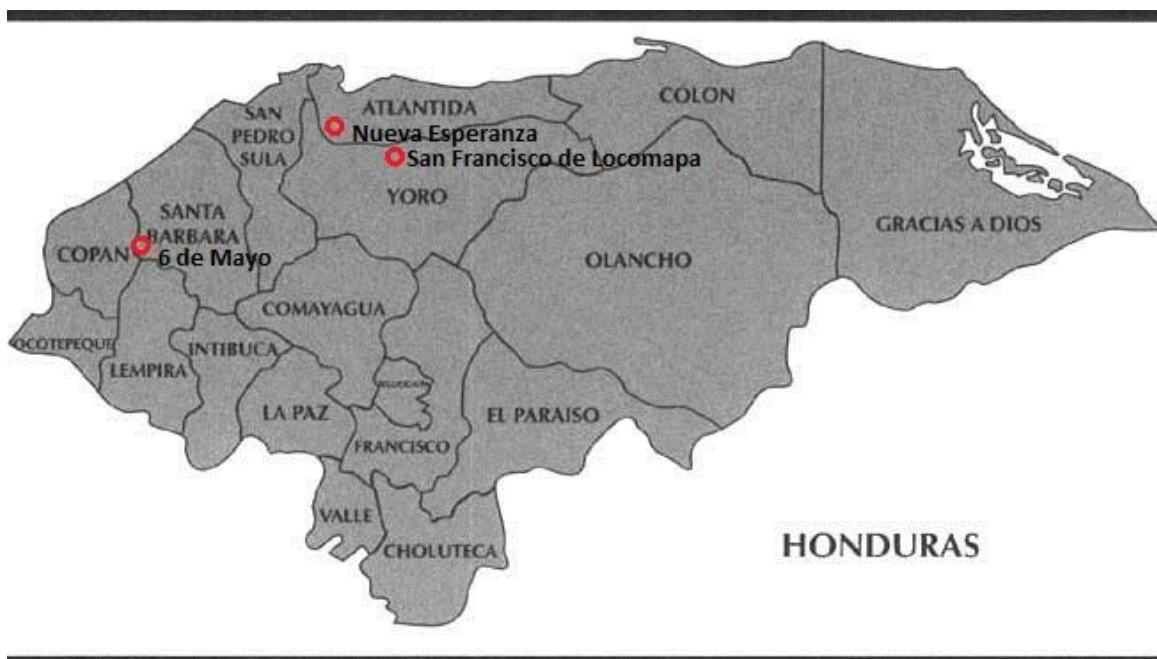 COLON
ATLANTIDA
SAN
PEDRO
SULA
Nueva Esperanza
San Francisco de Locomapa
YORO
SANTA
BARBARA
GRACIAS A DIOS
COPAN
6 de Mayo
OLANCHO
COMAYAGUA
OCOTEPEQUE
INTIBUCA
LEMPIRA
LA PAZ
EL PARAISO
FRANCISCO
VALLE
CHOLUTECA
HONDURAS